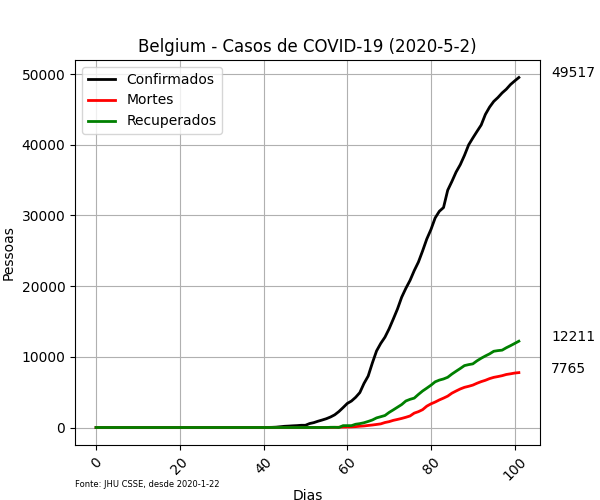 Belgium - Casos de COVID-19 (2020-5-2)
Confirmados
Mortes
Recuperados
Pessoas
50000
40000
30000
20000
10000
0
49517
12211
7765
0
20
40
60
80
100
Dias
Fonte: JHU CSSE, desde 2020-1-22